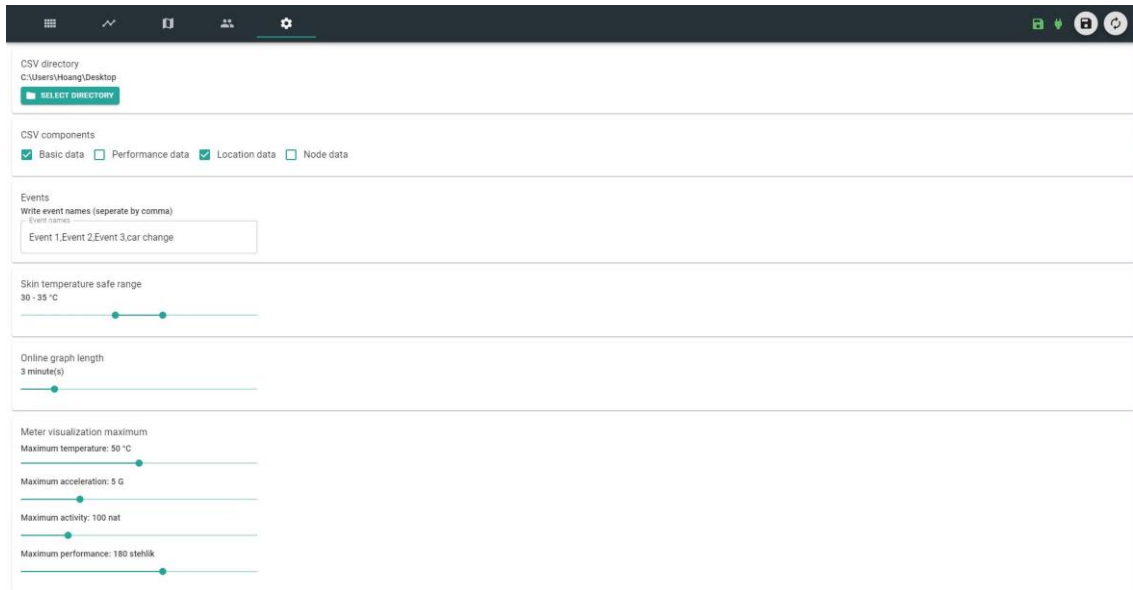 CSV directory
C:\Users\Hoang\Desktop
SELECT DIRECTORY
CSV components
Basic data Performance data Location data Node data
Events
Write event names (seperate by comma)
Event names
Event 1,Event 2,Event 3,car change
Skin temperature safe range
30 - 35 °C
Online graph length
3 minute(s)
Meter visualization maximum
Maximum temperature: 50 °C
Maximum acceleration: 5 G
Maximum activity: 100 nat
Maximum performance: 180 stehlik